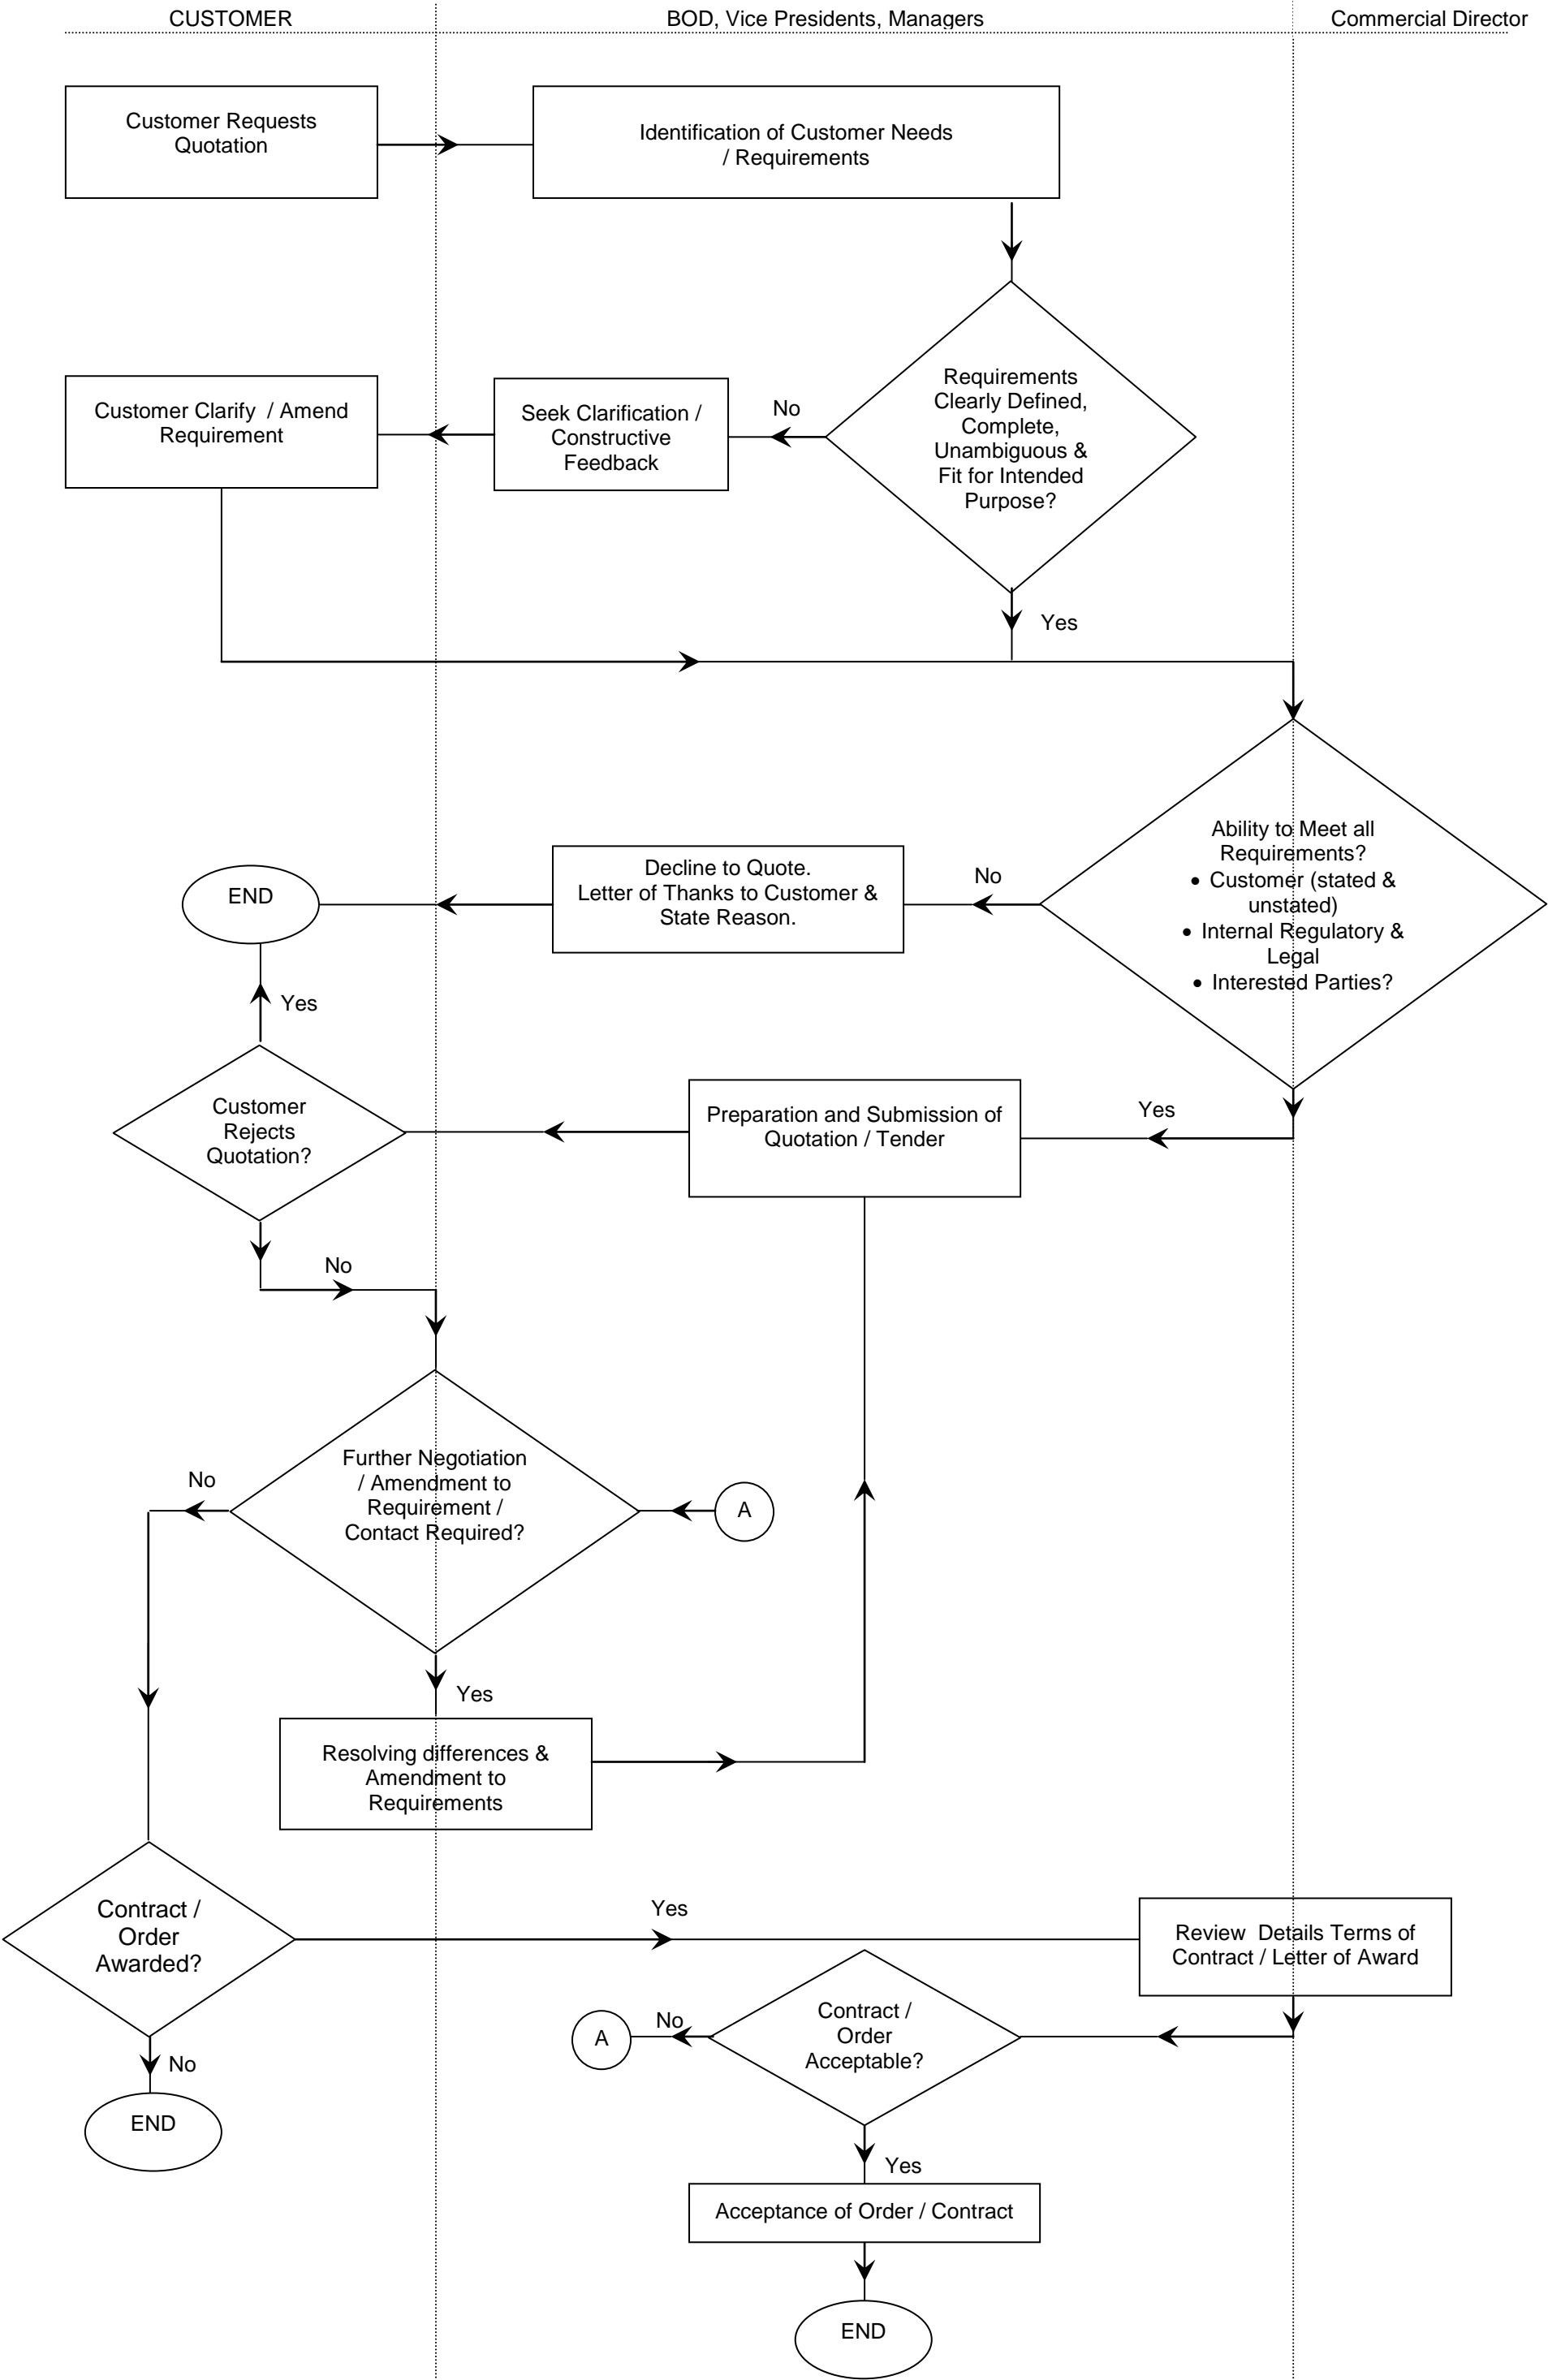 CUSTOMER
BOD, Vice Presidents, Managers
Commercial Director
Customer Requests
Quotation
Identification of Customer Needs
/ Requirements
Requirements
Clearly Defined,
Complete,
Unambiguous &
Fit for Intended
Purpose?
No
Seek Clarification /
Constructive
Feedback
Customer Clarify  / Amend
Requirement
Yes
Ability to Meet all
Requirements?
• Customer (stated &
unstated)
• Internal Regulatory &
Legal
• Interested Parties?
No
Decline to Quote.
Letter of Thanks to Customer &
State Reason.
END
Yes
Customer
Rejects
Quotation?
Preparation and Submission of
Quotation / Tender
Yes
No
Further Negotiation
/ Amendment to
Requirement /
Contact Required?
No
A
Yes
Resolving differences &
Amendment to
Requirements
Contract /
Order
Awarded?
Yes
Review  Details Terms of
Contract / Letter of Award
Contract /
Order
Acceptable?
No
A
No
END
Yes
Acceptance of Order / Contract
END